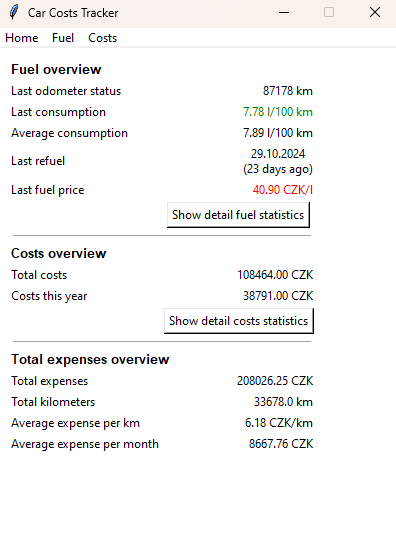 Car Costs Tracker
Home Fuel Costs
Fuel overview
Last odometer status 87178 km
Last consumption 7.78 l/100 km
Average consumption 7.89 l/100 km
Last refuel 29.10.2024
(23 days ago)
Last fuel price 40.90 CZK/l
Show detail fuel statistics
Costs overview
Total costs 108464.00 CZK
Costs this year 38791.00 CZK
Show detail costs statistics
Total expenses overview
Total expenses 208026.25 CZK
Total kilometers 33678.0 km
Average expense per km 6.18 CZK/km
Average expense per month 8667.76 CZK